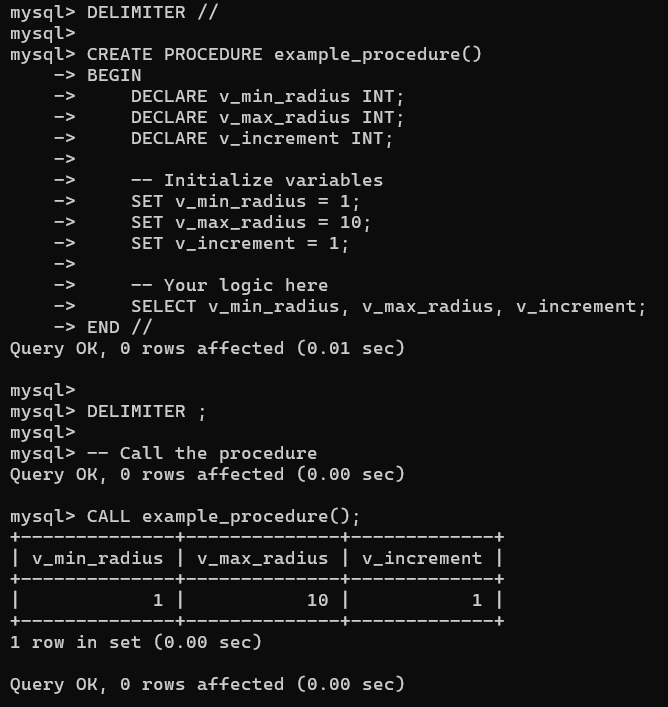 mysql> DELIMITER //
mysql>
mysql> CREATE PROCEDURE example_procedure()
    -> BEGIN
    ->     DECLARE v_min_radius INT;
    ->     DECLARE v_max_radius INT;
    ->     DECLARE v_increment INT;
    ->
    ->     -- Initialize variables
    ->     SET v_min_radius = 1;
    ->     SET v_max_radius = 10;
    ->     SET v_increment = 1;
    ->
    ->     -- Your logic here
    ->     SELECT v_min_radius, v_max_radius, v_increment;
    -> END //
Query OK, 0 rows affected (0.01 sec)

mysql>
mysql> DELIMITER ;
mysql>
mysql> -- Call the procedure
Query OK, 0 rows affected (0.00 sec)

mysql> CALL example_procedure();
+--------------+--------------+-------------+
| v_min_radius | v_max_radius | v_increment |
+--------------+--------------+-------------+
|            1 |           10 |           1 |
+--------------+--------------+-------------+
1 row in set (0.00 sec)

Query OK, 0 rows affected (0.00 sec)